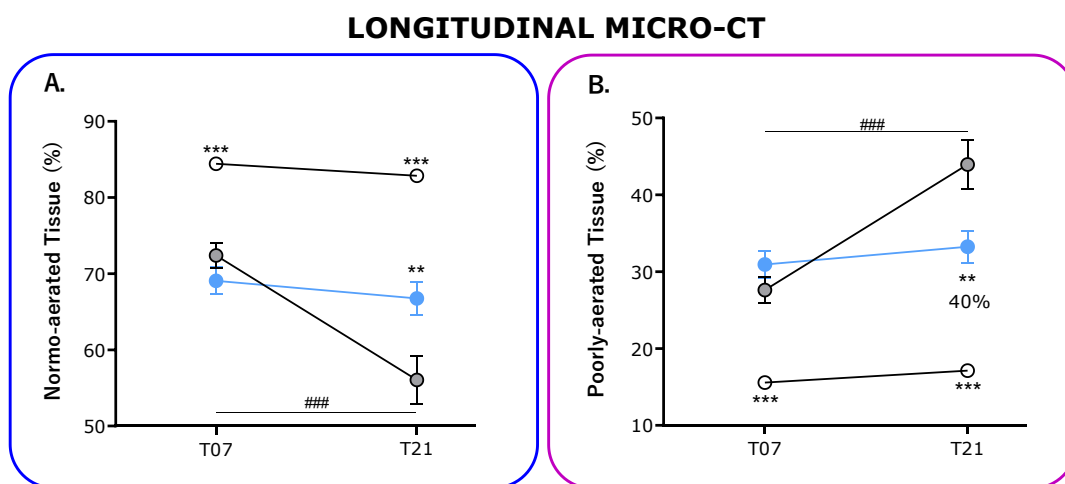 LONGITUDINAL MICRO-CT
A.
Normo-aerated Tissue (%)
90
80
70
60
50
***
***
**
###
T07
T21
B.
Poorly-aerated Tissue (%)
50
40
30
20
10
###
**
40%
***
***
T07
T21